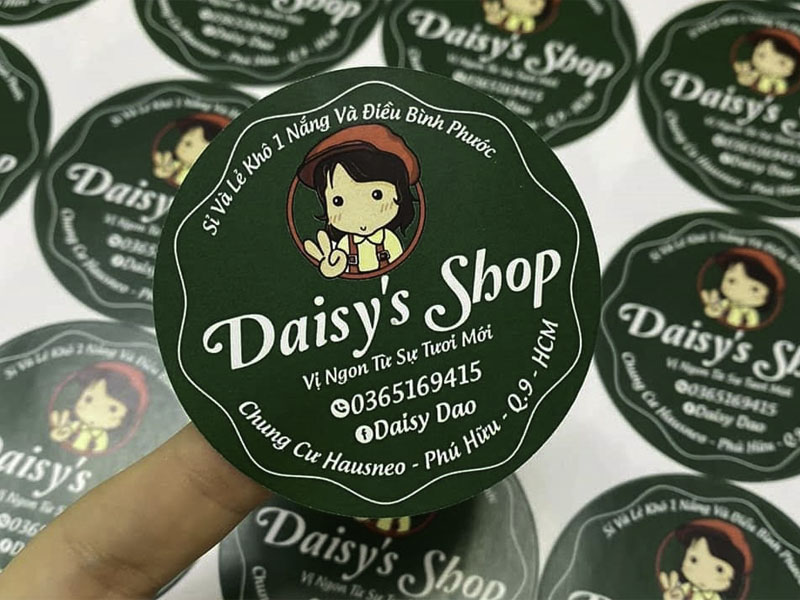 Sỉ Và Lẻ Khô 1 Nắng Và Điều Bình Phước
Daisy's Shop
Vị Ngon Từ Sự Tươi Mới
0365169415
Daisy Dao
Chung Cư Hausneo - Phú Hữu - Q.9 - HCM